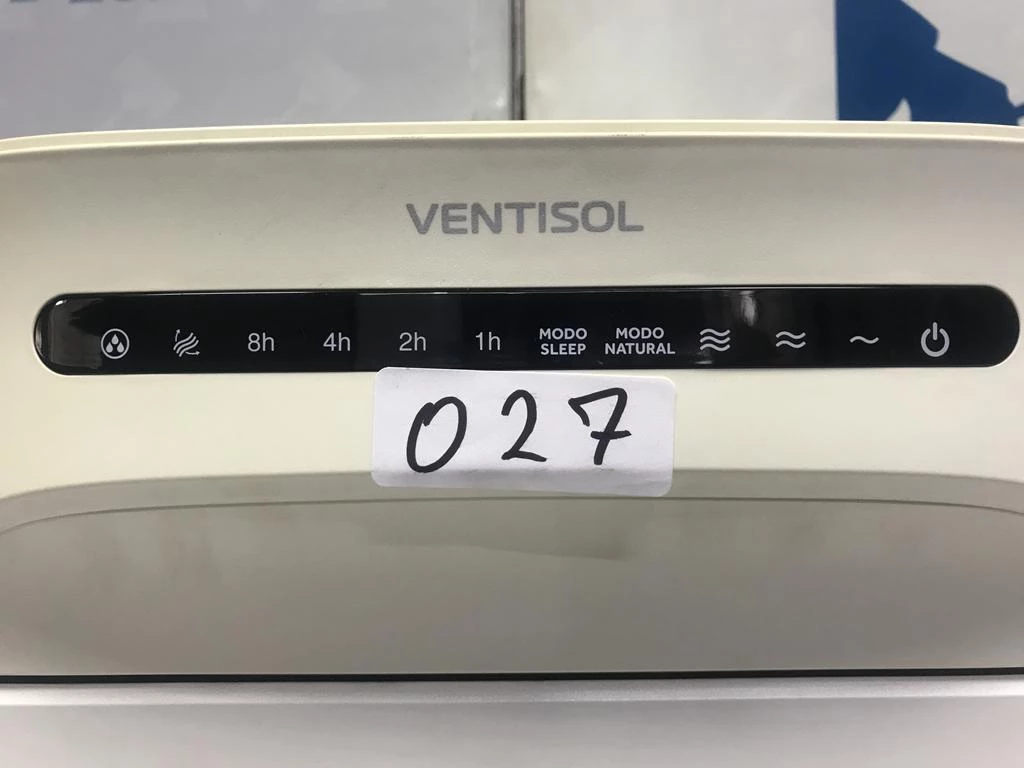 VENTISOL
8h 4h 2h 1h MODO SLEEP MODO NATURAL
027